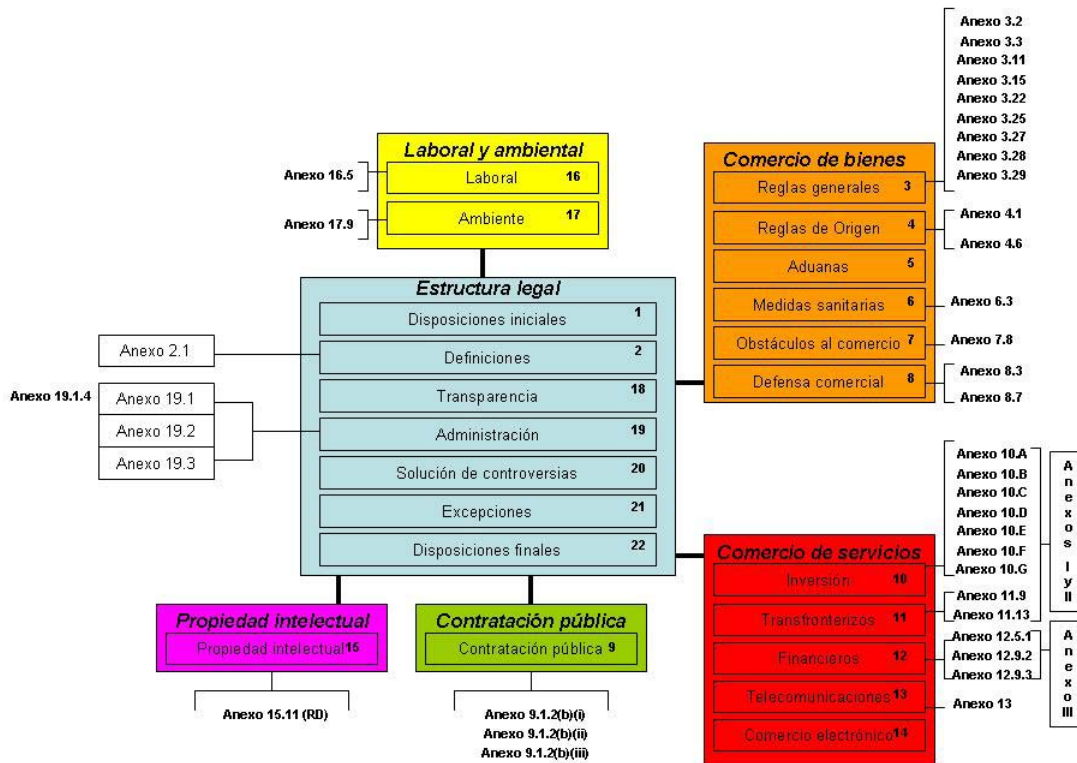 Laboral y ambiental
Anexo 16.5
Laboral 16
Anexo 17.9
Ambiente 17
Comercio de bienes
Reglas generales 3
Anexo 3.2
Anexo 3.3
Anexo 3.11
Anexo 3.15
Anexo 3.22
Anexo 3.25
Anexo 3.27
Anexo 3.28
Anexo 3.29
Reglas de Origen 4
Anexo 4.1
Anexo 4.6
Aduanas 5
Medidas sanitarias 6
Anexo 6.3
Obstáculos al comercio 7
Anexo 7.8
Defensa comercial 8
Anexo 8.3
Anexo 8.7
Estructura legal
Disposiciones iniciales 1
Anexo 2.1
Definiciones 2
Transparencia 18
Anexo 19.1.4
Anexo 19.1
Anexo 19.2
Anexo 19.3
Administración 19
Solución de controversias 20
Excepciones 21
Disposiciones finales 22
Comercio de servicios
Inversión 10
Anexo 10.A
Anexo 10.B
Anexo 10.C
Anexo 10.D
Anexo 10.E
Anexo 10.F
Anexo 10.G
Transfronterizos 11
Anexo 11.9
Anexo 11.13
Anexos I y II
Financieros 12
Anexo 12.5.1
Anexo 12.9.2
Anexo 12.9.3
Anexo III
Telecomunicaciones 13
Anexo 13
Comercio electrónico 14
Propiedad intelectual
Propiedad intelectual 15
Anexo 15.11 (RD)
Contratación pública
Contratación pública 9
Anexo 9.1.2(b)(i)
Anexo 9.1.2(b)(ii)
Anexo 9.1.2(b)(iii)